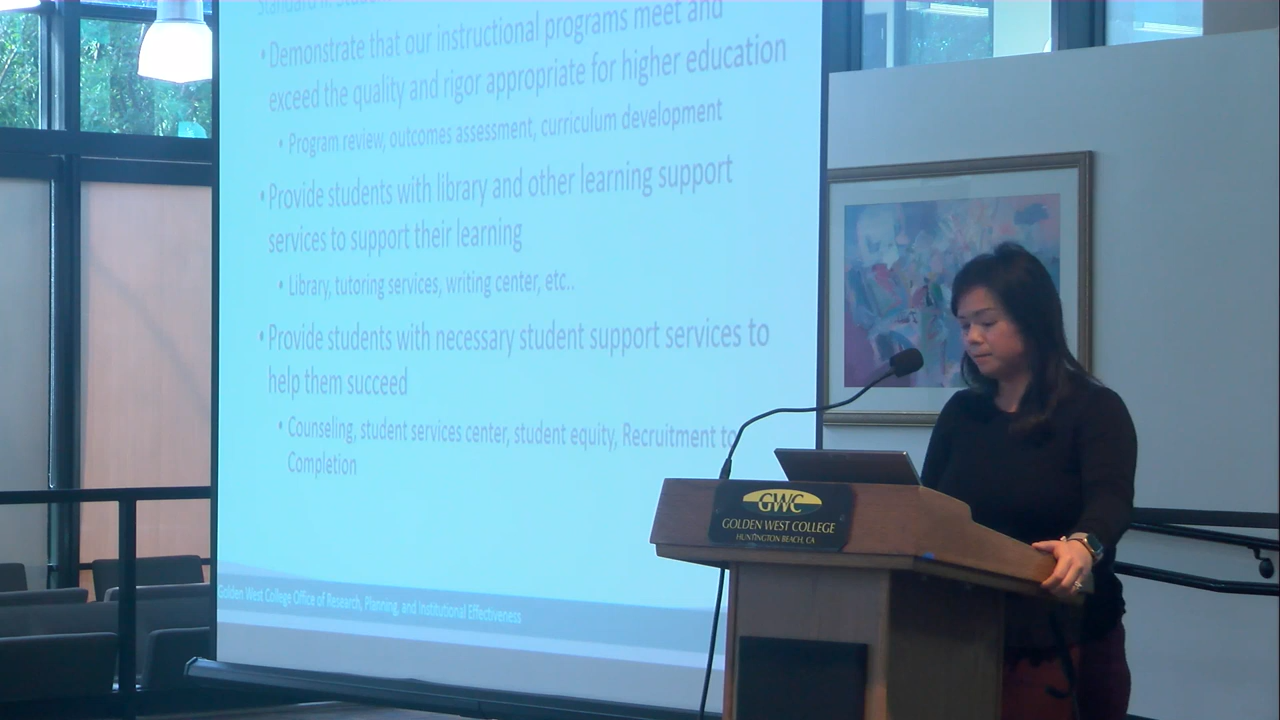 Standard II: Student
• Demonstrate that our instructional programs meet and
exceed the quality and rigor appropriate for higher education
• Program review, outcomes assessment, curriculum development
• Provide students with library and other learning support
services to support their learning
• Library, tutoring services, writing center, etc..
• Provide students with necessary student support services to
help them succeed
• Counseling, student services center, student equity, Recruitment to
Completion
Golden West College Office of Research, Planning, and Institutional Effectiveness
GWC
GOLDEN WEST COLLEGE
HUNTINGTON BEACH, CA